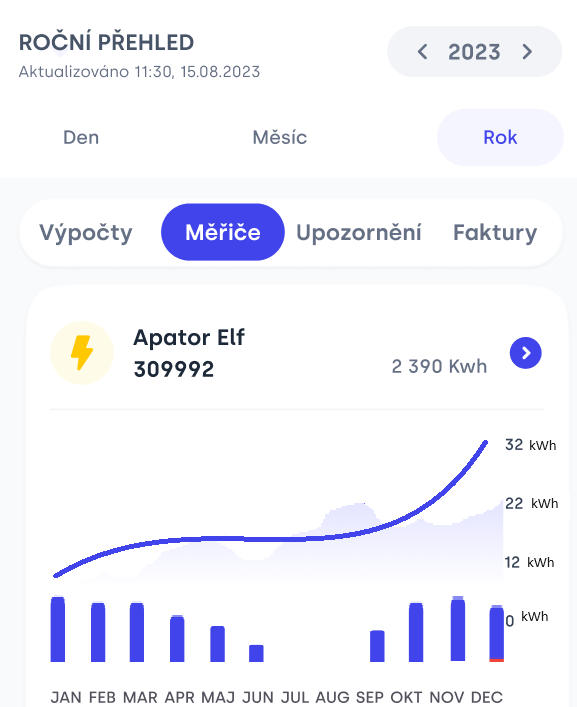 ROČNÍ PŘEHLED
Aktualizováno 11:30, 15.08.2023
2023
Den Měsíc Rok
Výpočty Měřiče Upozornění Faktury
Apator Elf
309992
2 390 Kwh
32 kWh
22 kWh
12 kWh
0 kWh
JAN FEB MAR APR MAJ JUN JUL AUG SEP OKT NOV DEC